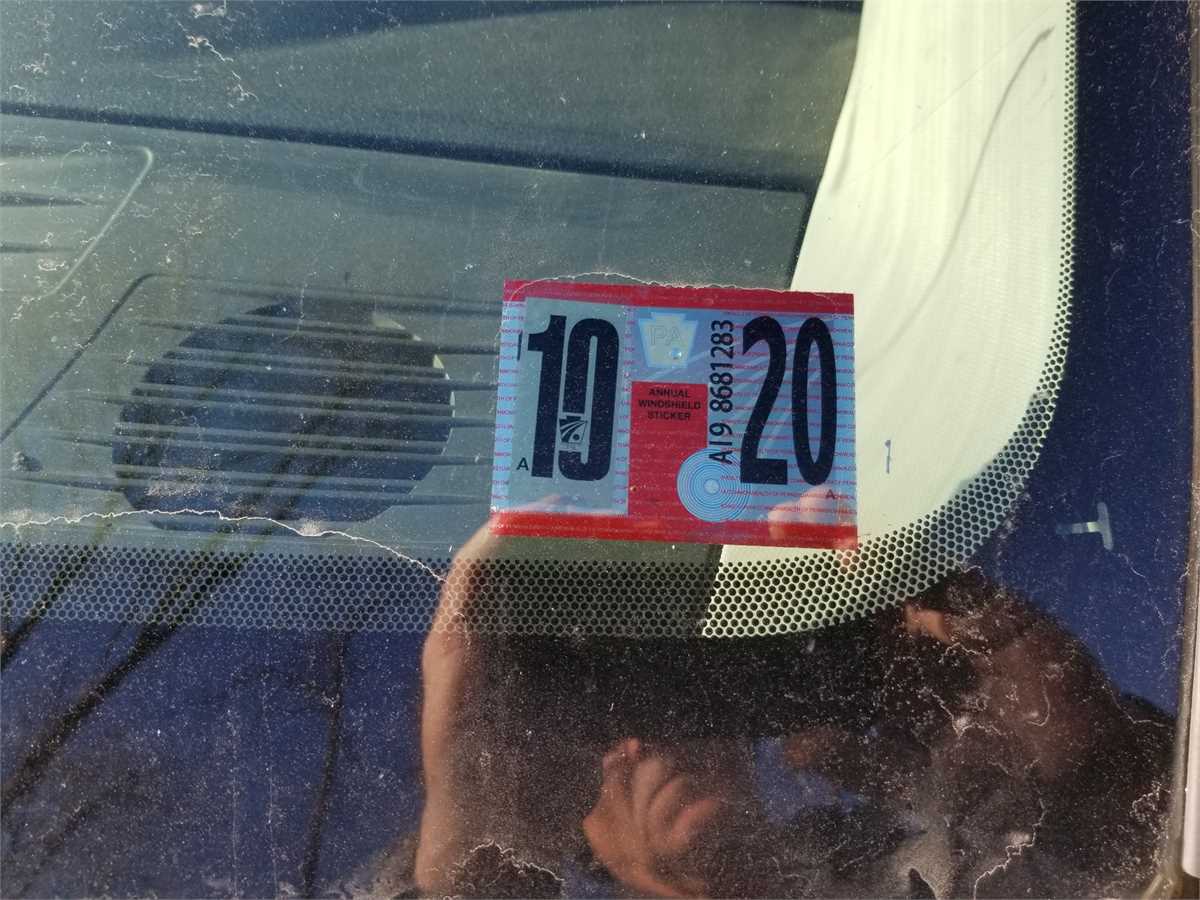 10
A
PA
ANNUAL
WINDSHIELD
STICKER
AI9 8681283
20
A